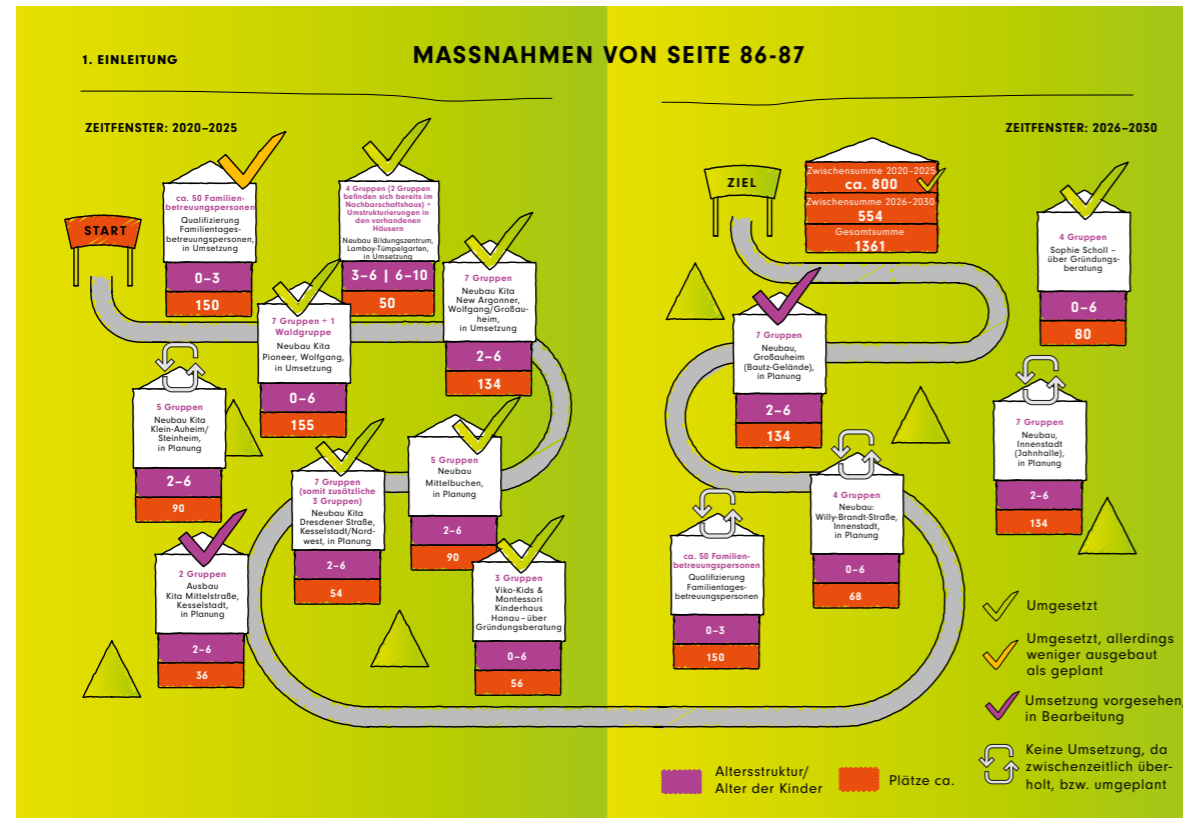 1. EINLEITUNG
MASSNAHMEN VON SEITE 86-87
ZEITFENSTER: 2020–2025
ZEITFENSTER: 2026–2030
START
ca. 50 Familien-
betreuungspersonen
Qualifizierung
Familientages-
betreuungspersonen,
in Umsetzung
0–3
150
4 Gruppen (2 Gruppen
befinden sich bereits im
Nachbarschaftshaus) +
Umstrukturierungen in
den vorhandenen
Häusern
Neubau Bildungszentrum,
Lamboy-Tümpelgarten,
in Umsetzung
3–6 | 6–10
50
7 Gruppen
Neubau Kita
New Argonner,
Wolfgang/Großau-
heim,
in Umsetzung
2–6
134
7 Gruppen + 1
Waldgruppe
Neubau Kita
Pioneer, Wolfgang,
in Umsetzung
0–6
155
5 Gruppen
Neubau Kita
Klein-Auheim/
Steinheim,
in Planung
2–6
90
5 Gruppen
Neubau
Mittelbuchen,
in Planung
2–6
90
7 Gruppen
(somit zusätzliche
3 Gruppen)
Neubau Kita
Dresdener Straße,
Kesselstadt/Nord-
west, in Planung
2–6
54
2 Gruppen
Ausbau
Kita Mittelstraße,
Kesselstadt,
in Planung
2–6
36
3 Gruppen
Viko-Kids &
Montessori
Kinderhaus
Hanau – über
Gründungsberatung
0–6
56
ZIEL
Zwischensumme 2020–2025
ca. 800
Zwischensumme 2026–2030
554
Gesamtsumme
1361
4 Gruppen
Sophie Scholl –
über Gründungs-
beratung
0–6
80
7 Gruppen
Neubau,
Großauheim
(Bautz-Gelände),
in Planung
2–6
134
7 Gruppen
Neubau,
Innenstadt
(Jahnhalle),
in Planung
2–6
134
4 Gruppen
Neubau:
Willy-Brandt-Straße,
Innenstadt,
in Planung
0–6
68
ca. 50 Familien-
betreuungspersonen
Qualifizierung
Familientages-
betreuungspersonen
0–3
150
Umgesetzt
Umgesetzt, allerdings
weniger ausgebaut
als geplant
Umsetzung vorgesehen,
in Bearbeitung
Keine Umsetzung, da
zwischenzeitlich über-
holt, bzw. umgeplant
Altersstruktur/
Alter der Kinder
Plätze ca.